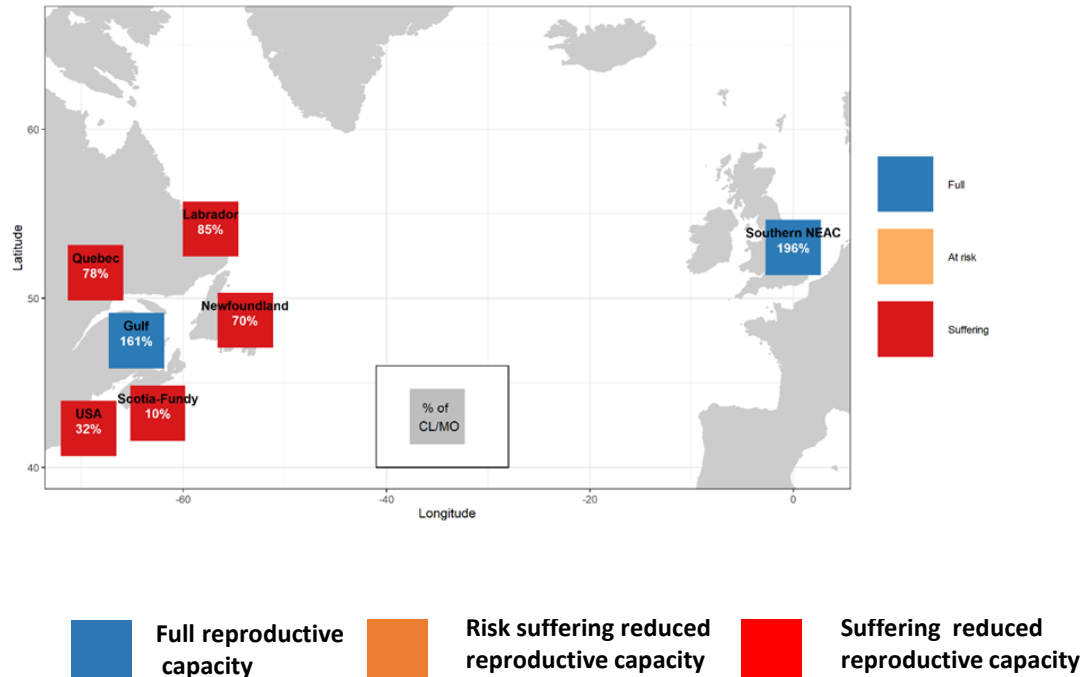 60
50
40
Latitude
Labrador
85%
Quebec
78%
Newfoundland
70%
Gulf
161%
Scotia-Fundy
10%
USA
32%
Southern NEAC
196%
% of
CL/MO
-60
-40
-20
0
Longitude
Full
At risk
Suffering
Full reproductive
capacity
Risk suffering reduced
reproductive capacity
Suffering reduced
reproductive capacity